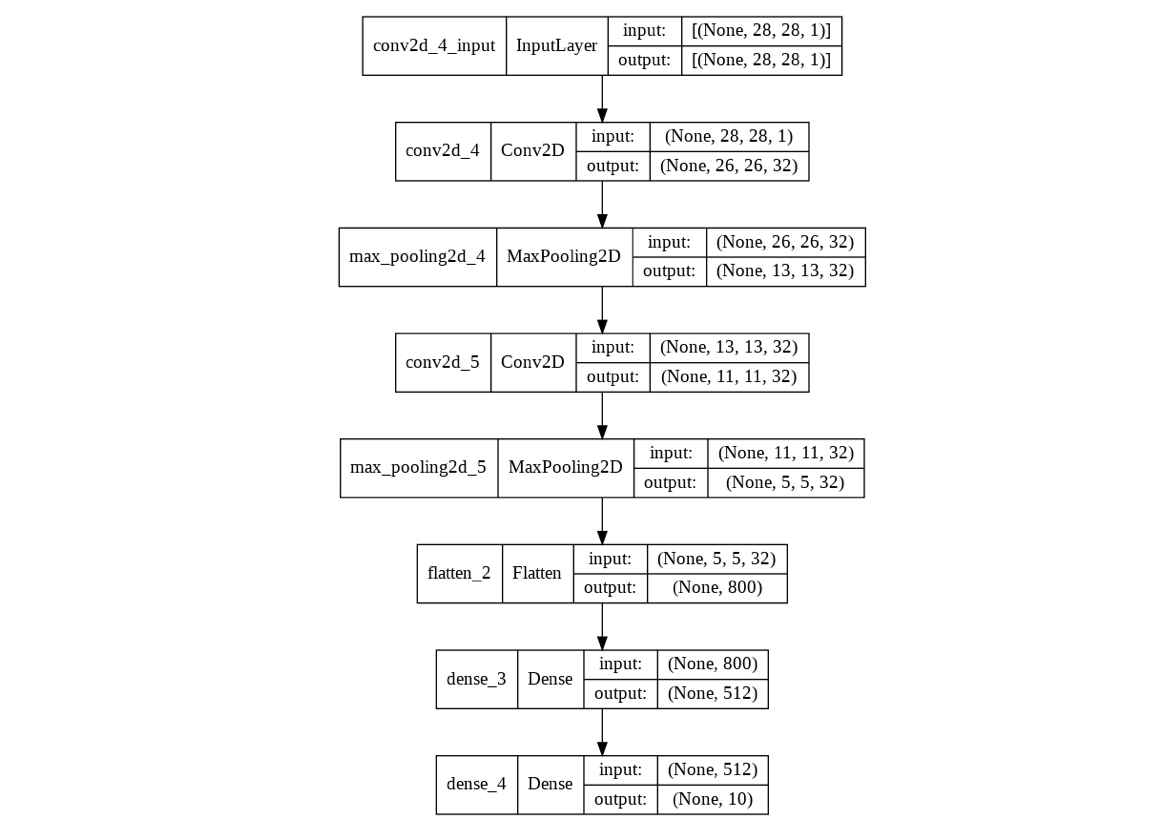 conv2d_4_input InputLayer input: [(None, 28, 28, 1)]
output: [(None, 28, 28, 1)]
conv2d_4 Conv2D input: (None, 28, 28, 1)
output: (None, 26, 26, 32)
max_pooling2d_4 MaxPooling2D input: (None, 26, 26, 32)
output: (None, 13, 13, 32)
conv2d_5 Conv2D input: (None, 13, 13, 32)
output: (None, 11, 11, 32)
max_pooling2d_5 MaxPooling2D input: (None, 11, 11, 32)
output: (None, 5, 5, 32)
flatten_2 Flatten input: (None, 5, 5, 32)
output: (None, 800)
dense_3 Dense input: (None, 800)
output: (None, 512)
dense_4 Dense input: (None, 512)
output: (None, 10)